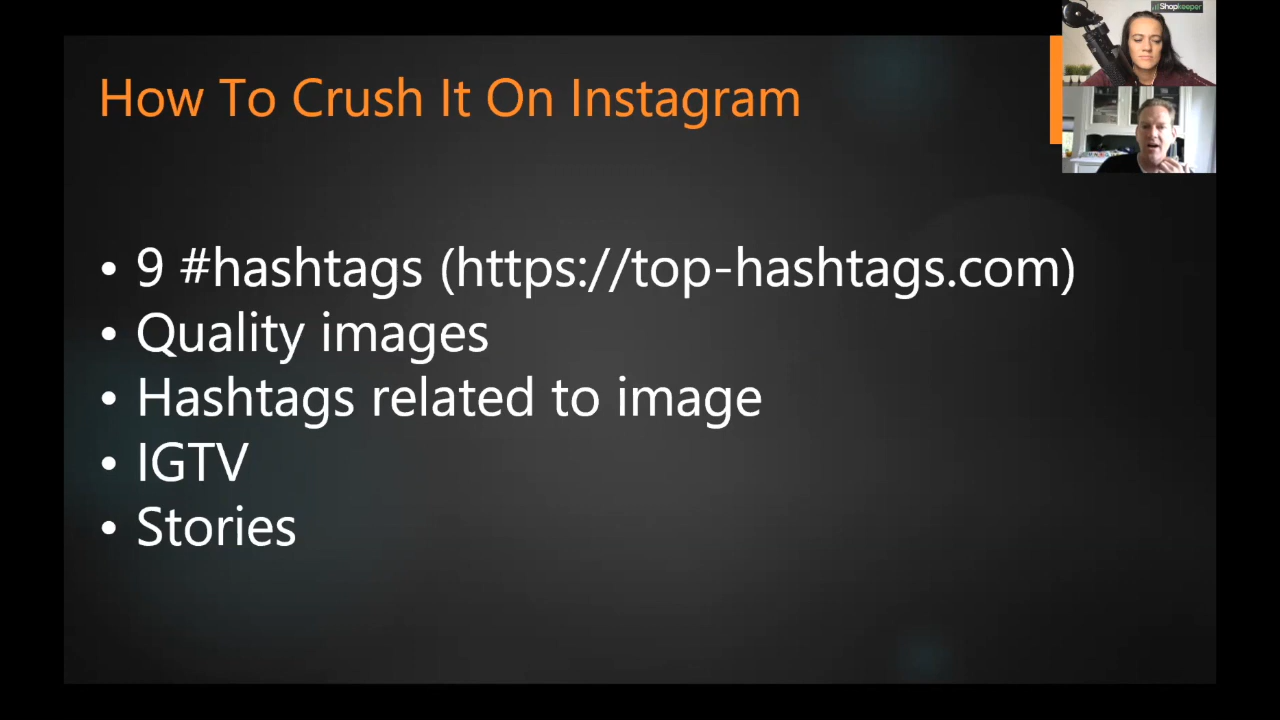 Shopkeeper
How To Crush It On Instagram
• 9 #hashtags (https://top-hashtags.com)
• Quality images
• Hashtags related to image
• IGTV
• Stories